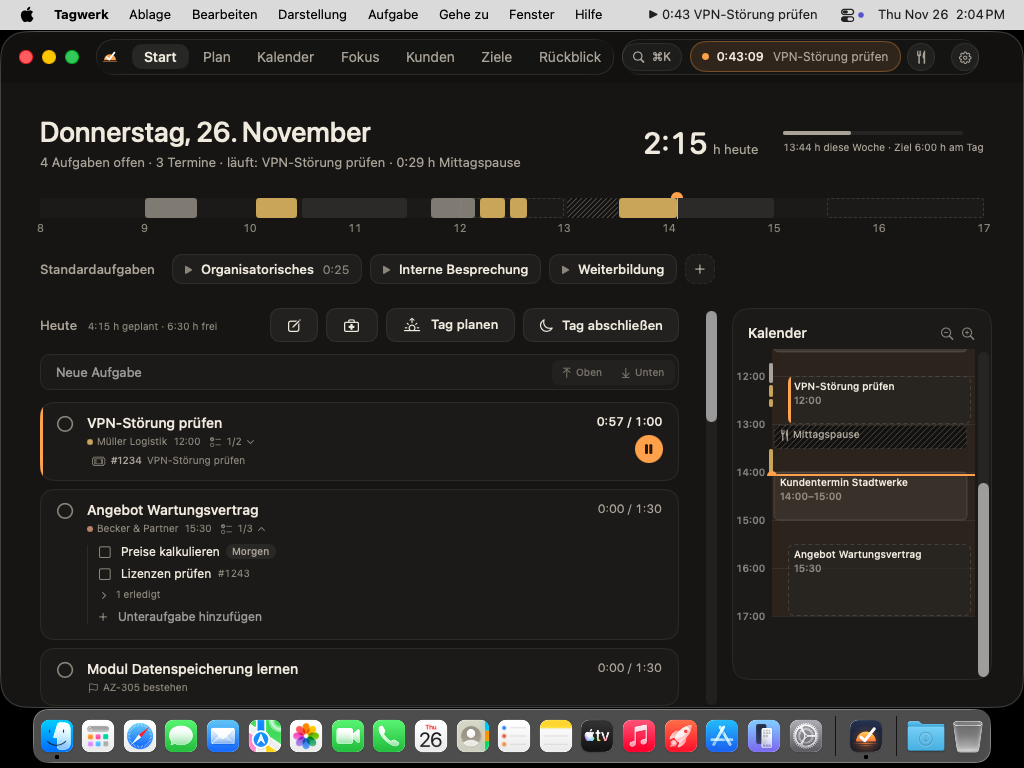 Tagwerk Ablage Bearbeiten Darstellung Aufgabe Gehe zu Fenster Hilfe 0:43 VPN-Störung prüfen Thu Nov 26 2:04 PM
Start Plan Kalender Fokus Kunden Ziele Rückblick ⌘K 0:43:09 VPN-Störung prüfen
Donnerstag, 26. November
4 Aufgaben offen · 3 Termine · läuft: VPN-Störung prüfen · 0:29 h Mittagspause
2:15 h heute
13:44 h diese Woche · Ziel 6:00 h am Tag
8 9 10 11 12 13 14 15 16 17
Standardaufgaben Organisatorisches 0:25 Interne Besprechung Weiterbildung +
Heute 4:15 h geplant · 6:30 h frei Tag planen Tag abschließen
Neue Aufgabe Oben Unten
VPN-Störung prüfen 0:57 / 1:00
Müller Logistik 12:00 1/2
#1234 VPN-Störung prüfen
Angebot Wartungsvertrag 0:00 / 1:30
Becker & Partner 15:30 1/3
Preise kalkulieren Morgen
Lizenzen prüfen #1243
1 erledigt
+ Unteraufgabe hinzufügen
Modul Datenspeicherung lernen 0:00 / 1:30
AZ-305 bestehen
Kalender
12:00
VPN-Störung prüfen
12:00
13:00
Mittagspause
14:00
Kundentermin Stadtwerke
14:00–15:00
15:00
Angebot Wartungsvertrag
15:30
16:00
17:00
Thu
26
tv